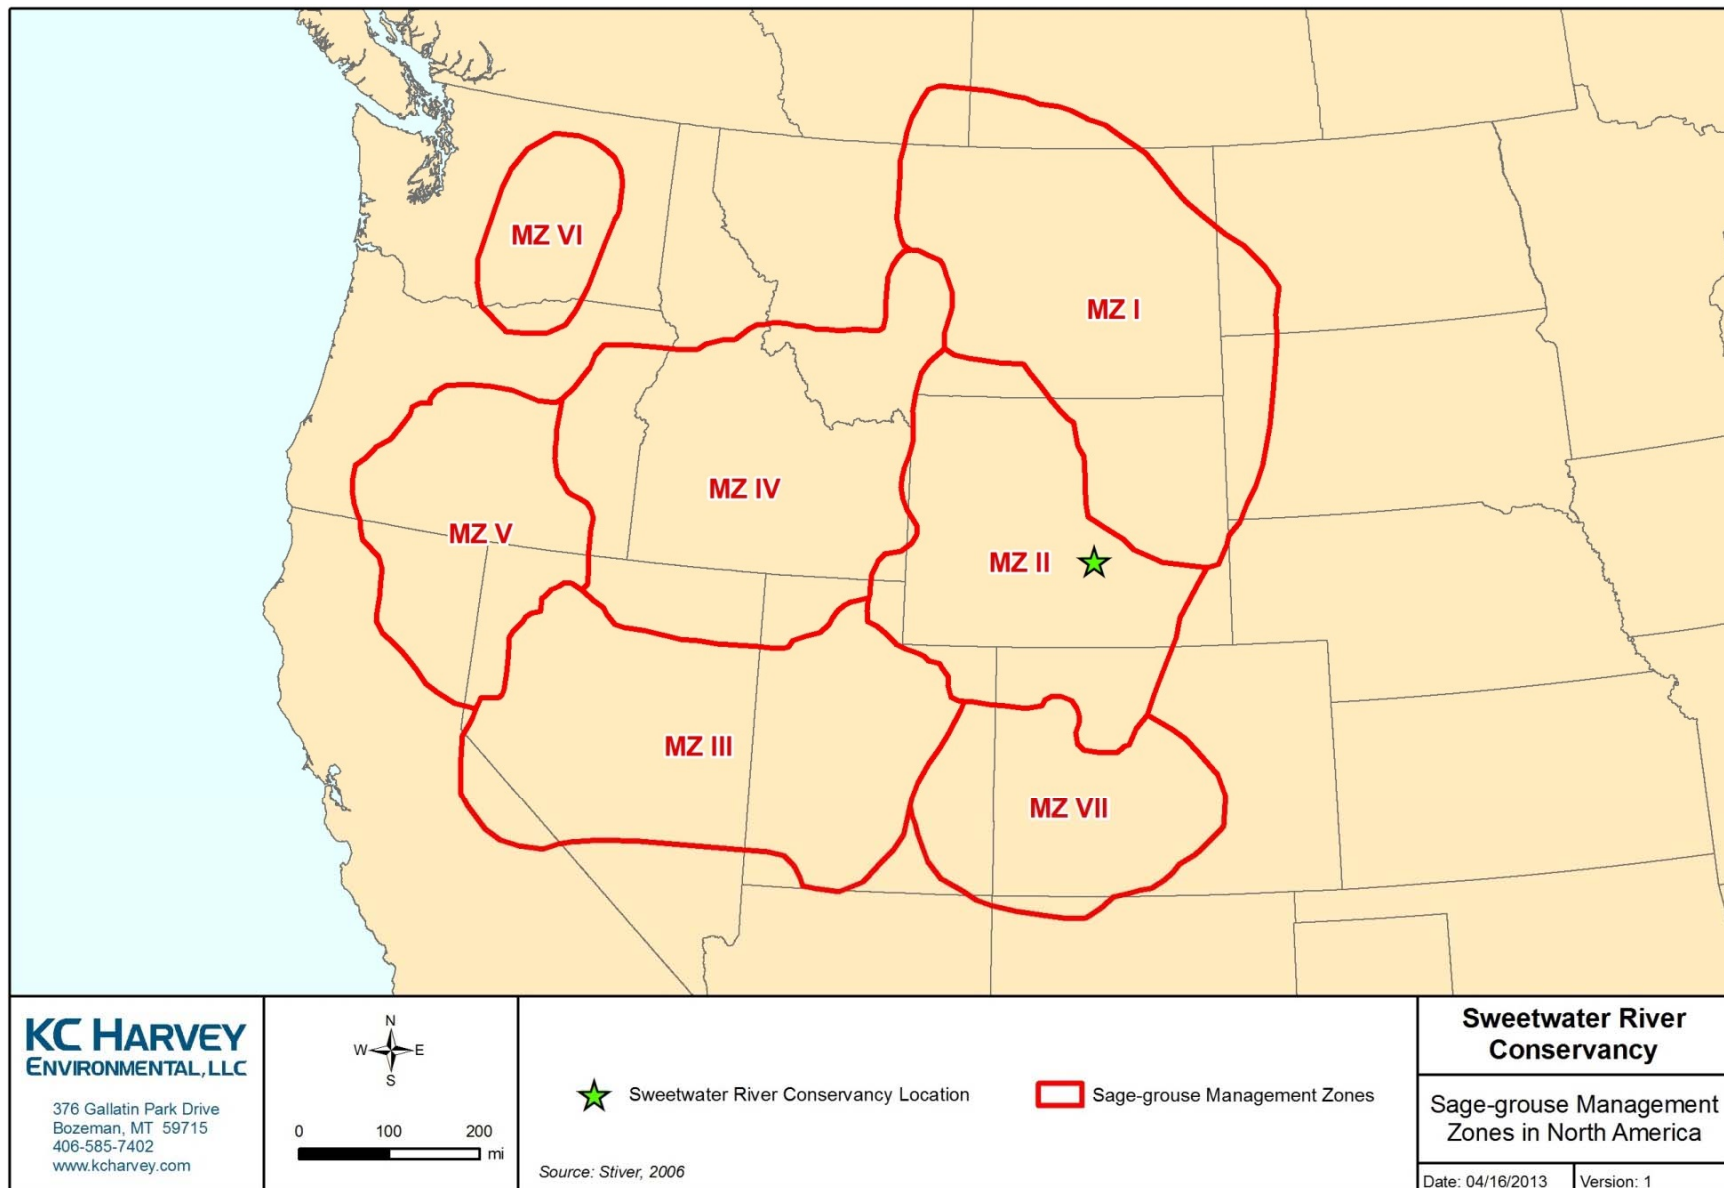 MZ VI
MZ I
MZ IV
MZ V
MZ II
MZ III
MZ VII
KC HARVEY
ENVIRONMENTAL, LLC
376 Gallatin Park Drive
Bozeman, MT 59715
406-585-7402
www.kcharvey.com
N
W E
S
0 100 200
mi
Sweetwater River Conservancy Location
Sage-grouse Management Zones
Source: Stiver, 2006
Sweetwater River
Conservancy
Sage-grouse Management
Zones in North America
Date: 04/16/2013 Version: 1